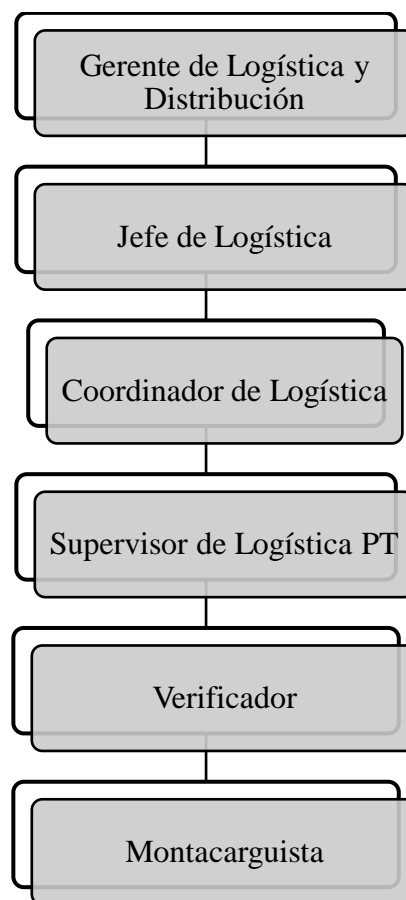 Gerente de Logística y
Distribución
Jefe de Logística
Coordinador de Logística
Supervisor de Logística PT
Verificador
Montacarguista